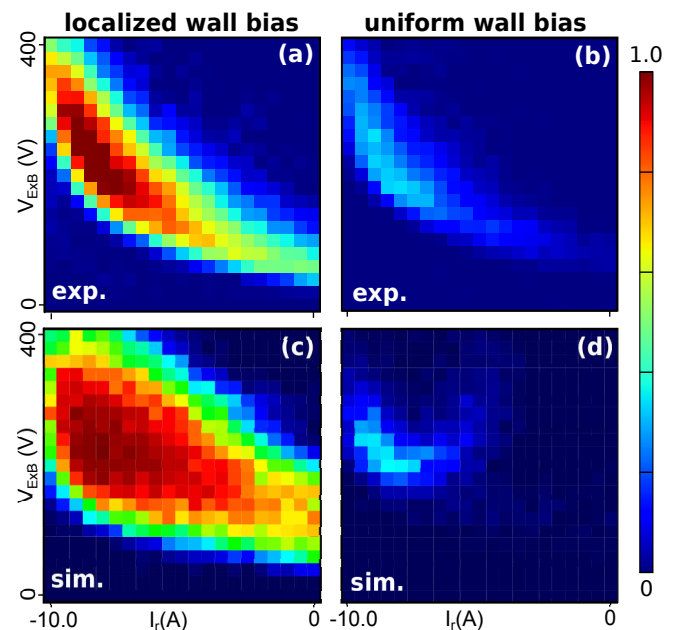 localized wall bias
uniform wall bias
400
(a)
(b)
1.0
V_ExB (V)
0
exp.
exp.
400
(c)
(d)
V_ExB (V)
0
sim.
sim.
0
-10.0
I_r(A)
0
-10.0
I_r(A)
0